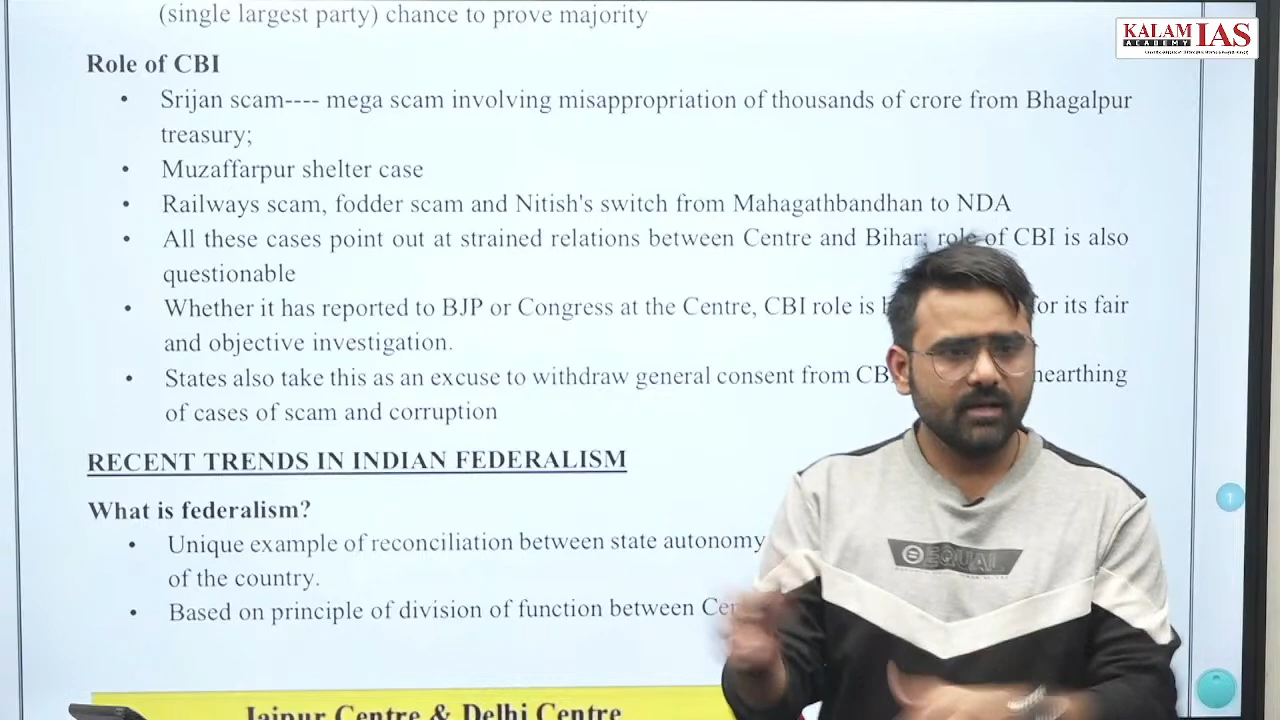 (single largest party) chance to prove majority
KALAM IAS
ACADEMY
Role of CBI
• Srijan scam---- mega scam involving misappropriation of thousands of crore from Bhagalpur
treasury;
• Muzaffarpur shelter case
• Railways scam, fodder scam and Nitish's switch from Mahagathbandhan to NDA
• All these cases point out at strained relations between Centre and Bihar; role of CBI is also
questionable
• Whether it has reported to BJP or Congress at the Centre, CBI role is for its fair
and objective investigation.
• States also take this as an excuse to withdraw general consent from
of cases of scam and corruption
RECENT TRENDS IN INDIAN FEDERALISM
What is federalism?
• Unique example of reconciliation between state autonomy
of the country.
• Based on principle of division of function between
EQUAL
1
Jaipur Centre & Delhi Centre